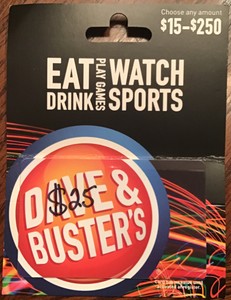 Choose any amount
$15–$250
EAT
DRINK
PLAY GAMES
WATCH
SPORTS
$25
DAVE &
BUSTER'S